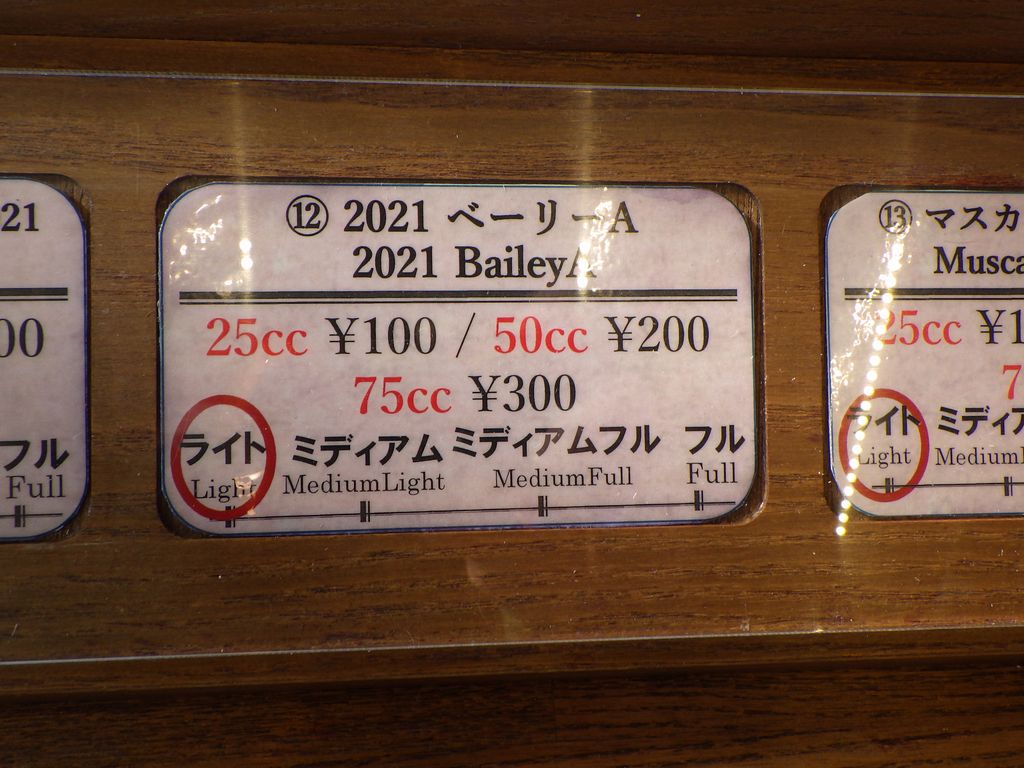 21
00
フル
Full
⑫ 2021 ベーリーA
2021 BaileyA
25cc ¥100 / 50cc ¥200
75cc ¥300
ライト ミディアム ミディアムフル フル
Light MediumLight MediumFull Full
⑬ マスカ
Musca
25cc ¥1
7
ライト ミディア
Light Medium